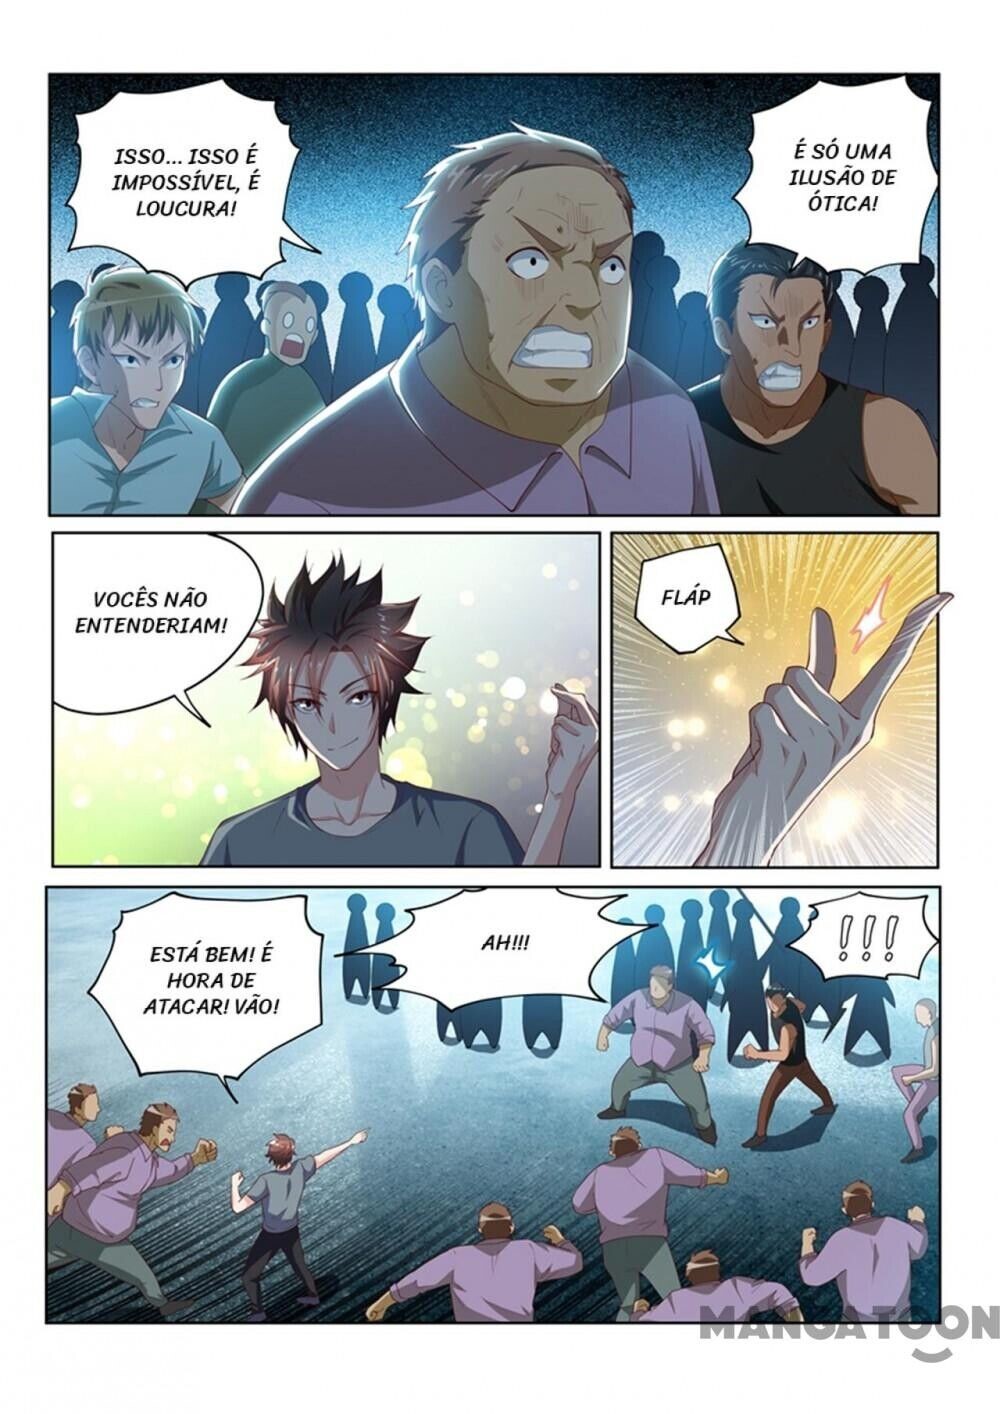 ISSO... ISSO É
IMPOSSÍVEL, É
LOUCURA!
É SÓ UMA
ILUSÃO DE
ÓTICA!
VOCÊS NÃO
ENTENDERIAM!
FLÁP
ESTÁ BEM! É
HORA DE
ATACAR! VÃO!
AH!!!
!!!
MANGATOON